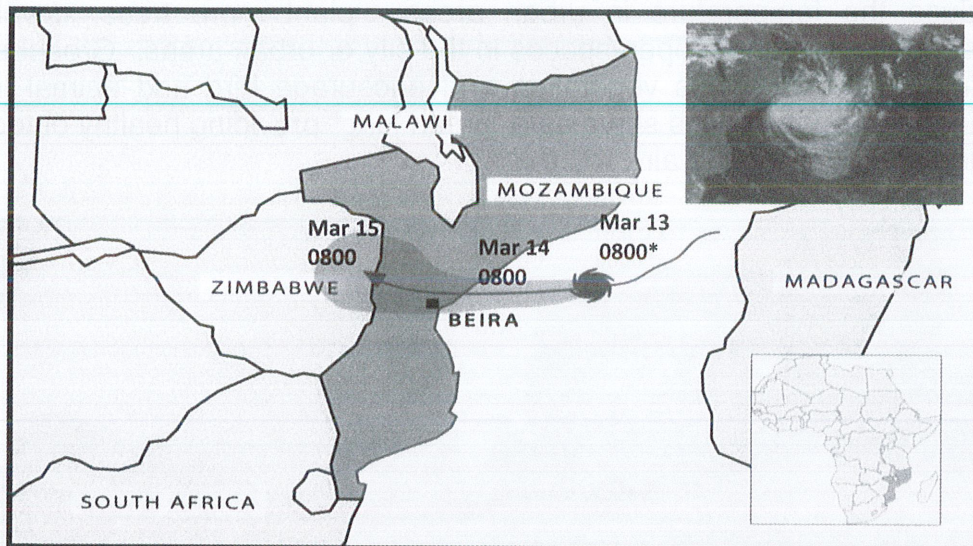 MALAWI
MOZAMBIQUE
Mar 15
0800
Mar 14
0800
Mar 13
0800*
ZIMBABWE
MADAGASCAR
BEIRA
SOUTH AFRICA